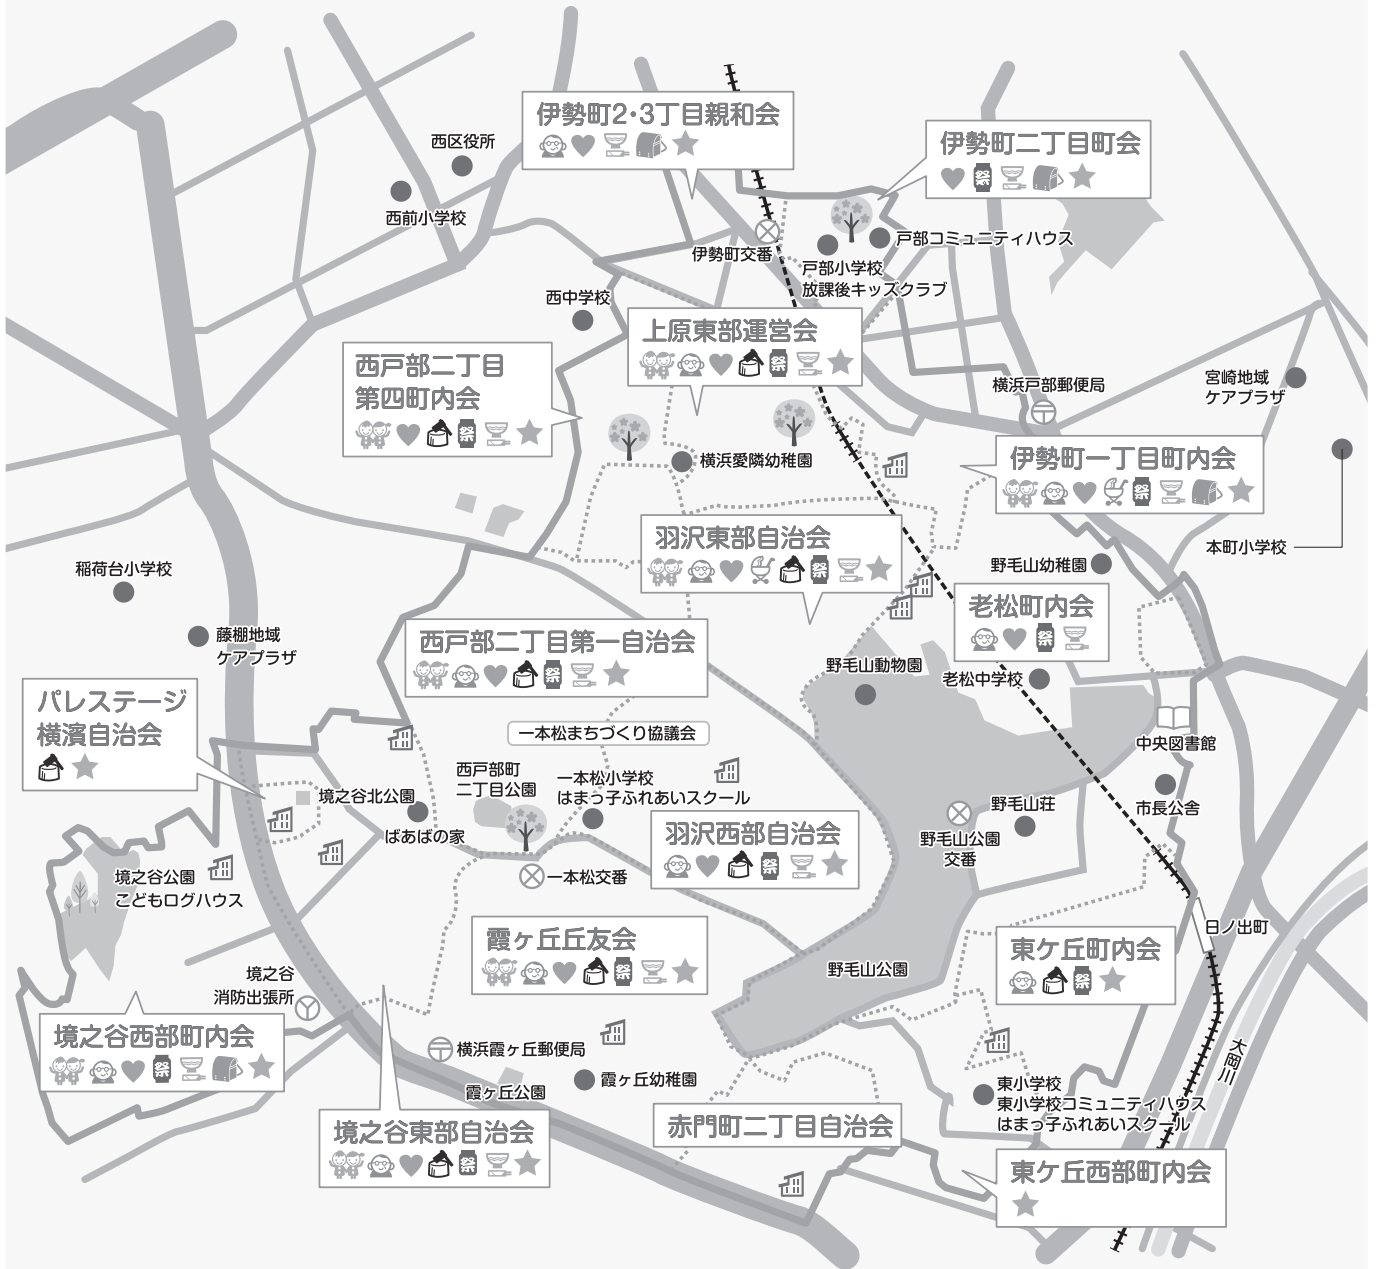 伊勢町2・3丁目親和会
伊勢町二丁目町会
祭
西区役所
西前小学校
伊勢町交番
戸部コミュニティハウス
戸部小学校
放課後キッズクラブ
西中学校
上原東部運営会
祭
西戸部二丁目
第四町内会
祭
横浜戸部郵便局
宮崎地域
ケアプラザ
横浜愛隣幼稚園
伊勢町一丁目町内会
祭
本町小学校
羽沢東部自治会
祭
野毛山幼稚園
稲荷台小学校
老松町内会
祭
藤棚地域
ケアプラザ
西戸部二丁目第一自治会
祭
野毛山動物園
老松中学校
パレステージ
横濱自治会
一本松まちづくり協議会
中央図書館
西戸部町
二丁目公園
一本松小学校
はまっ子ふれあいスクール
境之谷北公園
ばあばの家
野毛山荘
市長公舎
羽沢西部自治会
祭
野毛山公園
交番
境之谷公園
こどもログハウス
一本松交番
霞ヶ丘丘友会
祭
日ノ出町
東ケ丘町内会
祭
野毛山公園
境之谷
消防出張所
境之谷西部町内会
祭
横浜霞ヶ丘郵便局
霞ヶ丘幼稚園
霞ヶ丘公園
大岡川
東小学校
東小学校コミュニティハウス
はまっ子ふれあいスクール
境之谷東部自治会
祭
赤門町二丁目自治会
東ケ丘西部町内会